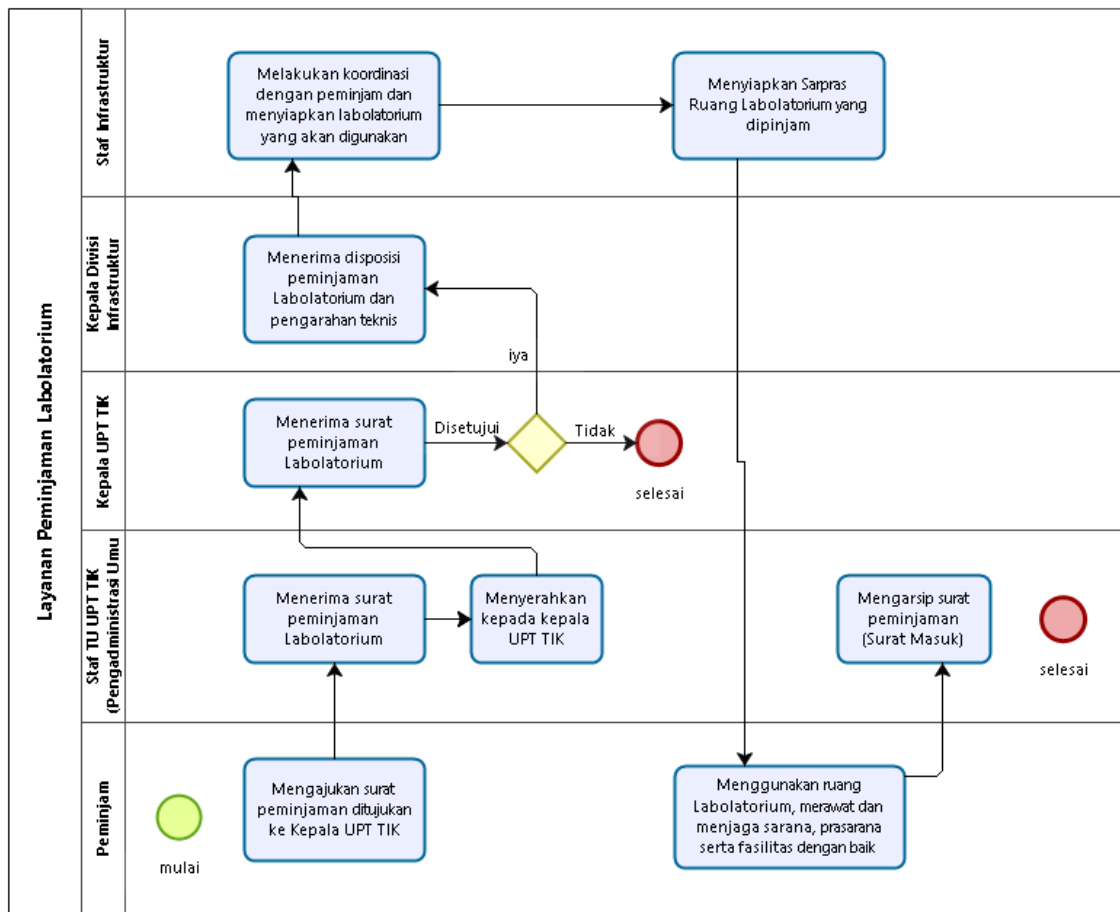 Layanan Peminjaman Labolatorium
Staf Infrastruktur
Melakukan koordinasi
dengan peminjam dan
menyiapkan labolatorium
yang akan digunakan
Menyiapkan Sarpras
Ruang Labolatorium yang
dipinjam
Kepala Divisi
Infrastruktur
Menerima disposisi
peminjaman
Labolatorium dan
pengarahan teknis
iya
Kepala UPT TIK
Menerima surat
peminjaman
Labolatorium
Disetujui
Tidak
selesai
Staf TU UPT TIK
(Pengadministrasi Umu
Menerima surat
peminjaman
Labolatorium
Menyerahkan
kepada kepala
UPT TIK
Mengarsip surat
peminjaman
(Surat Masuk)
selesai
Peminjam
mulai
Mengajukan surat
peminjaman ditujukan
ke Kepala UPT TIK
Menggunakan ruang
Labolatorium, merawat dan
menjaga sarana, prasarana
serta fasilitas dengan baik